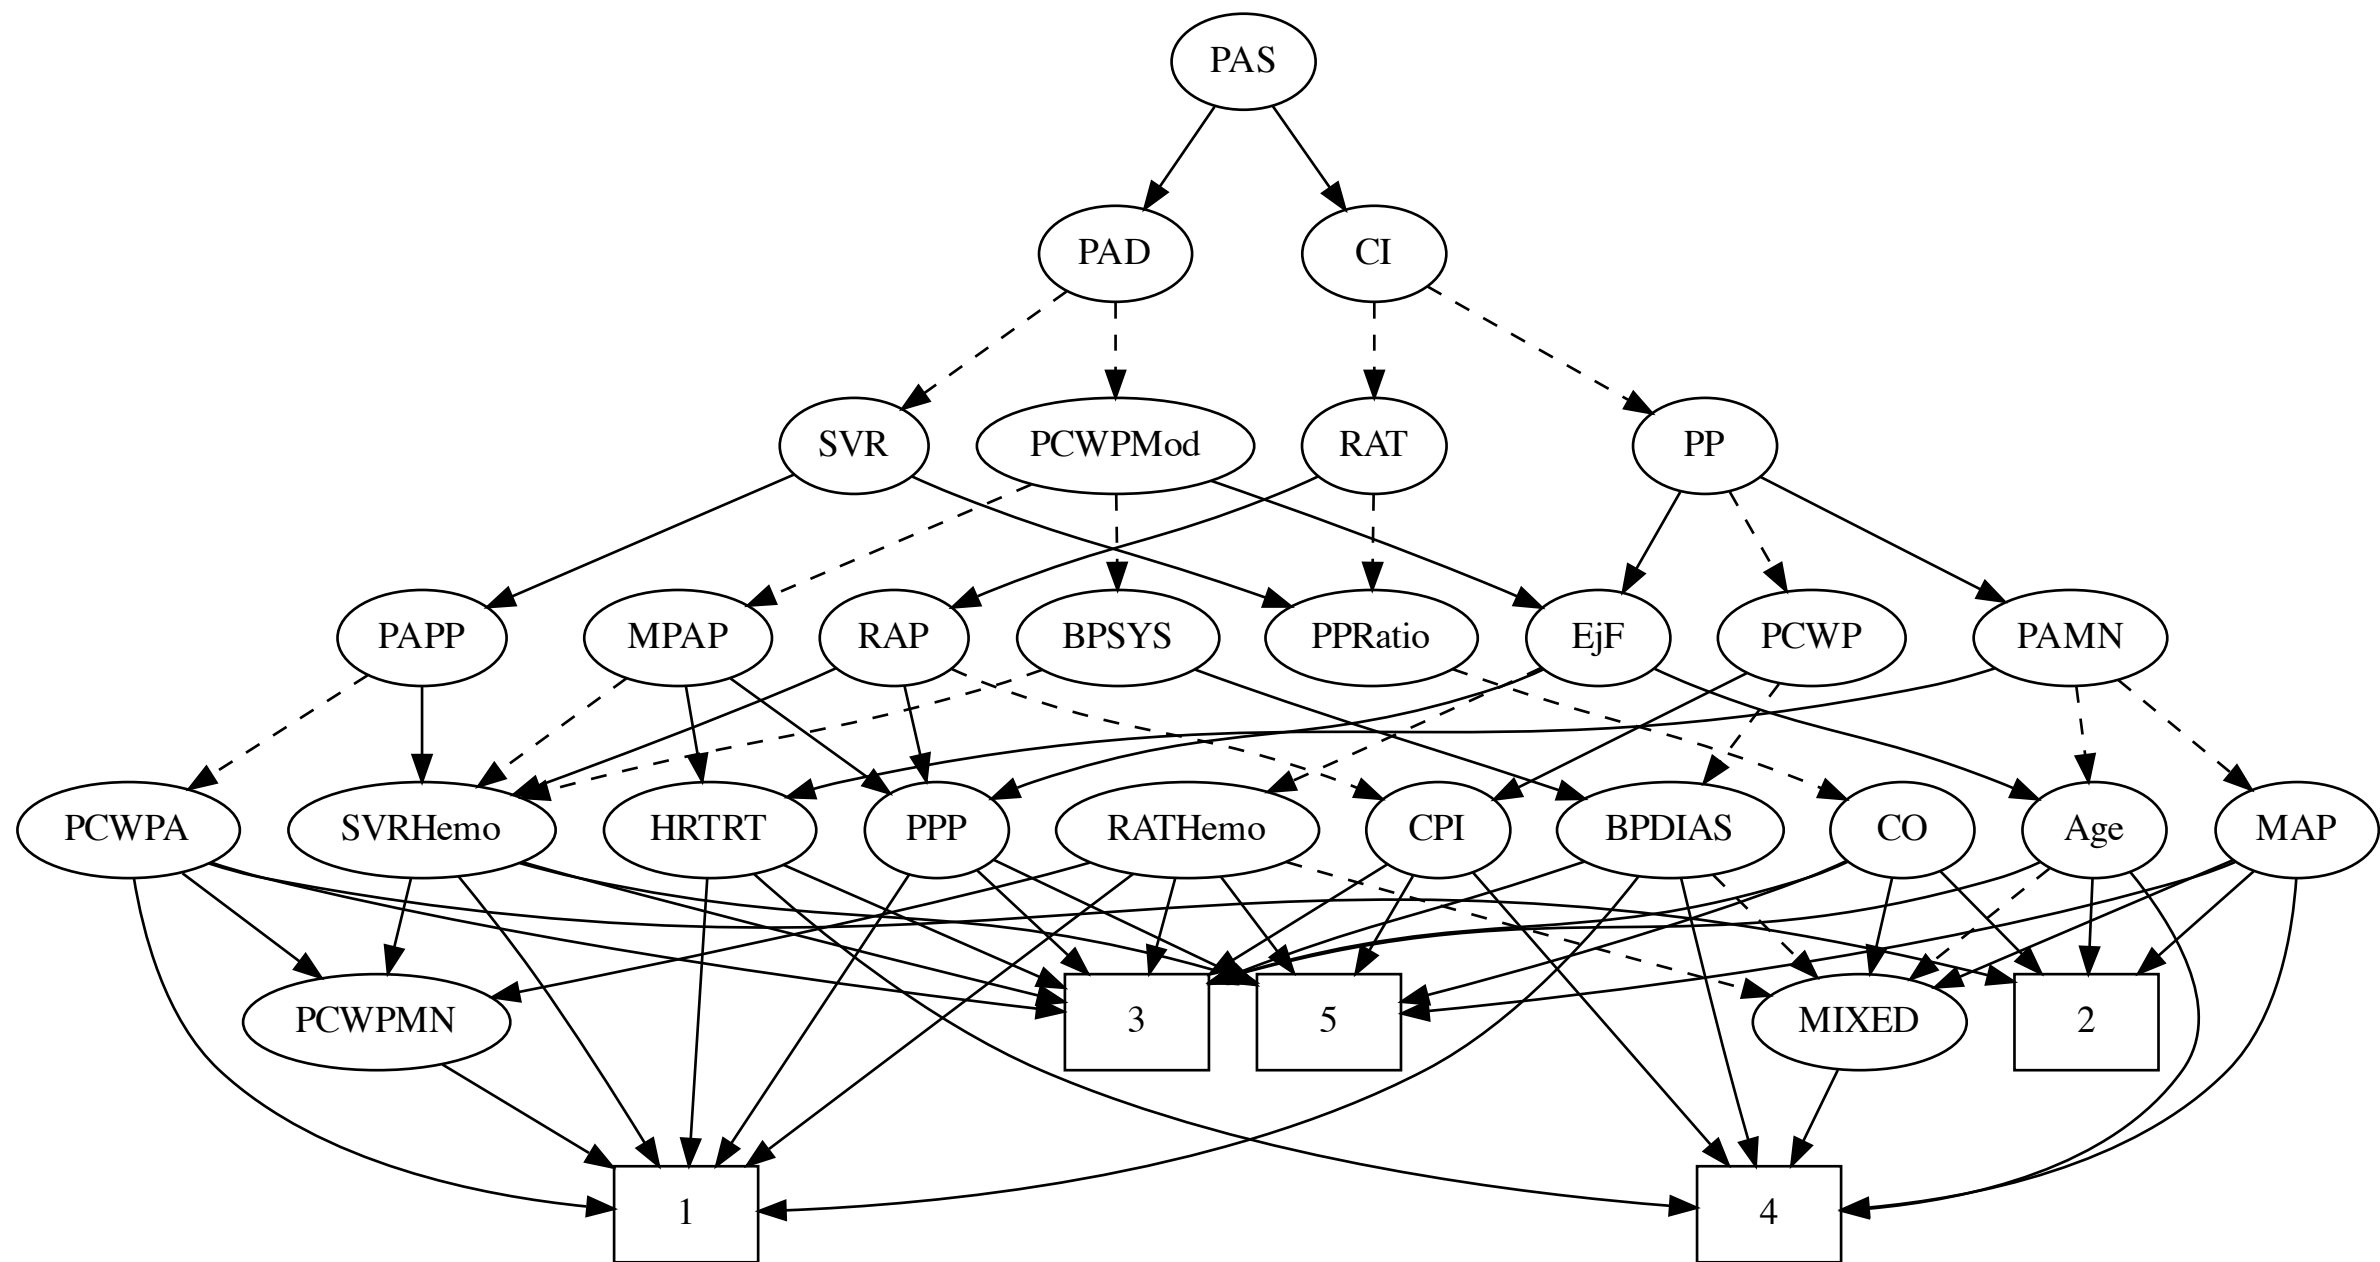 PAS
PAD
CI
SVR
PCWPMod
RAT
PP
PAPP
MPAP
RAP
BPSYS
PPRatio
EjF
PCWP
PAMN
PCWPA
SVRHemo
HRTRT
PPP
RATHemo
CPI
BPDIAS
CO
Age
MAP
PCWPMN
3
5
MIXED
2
1
4